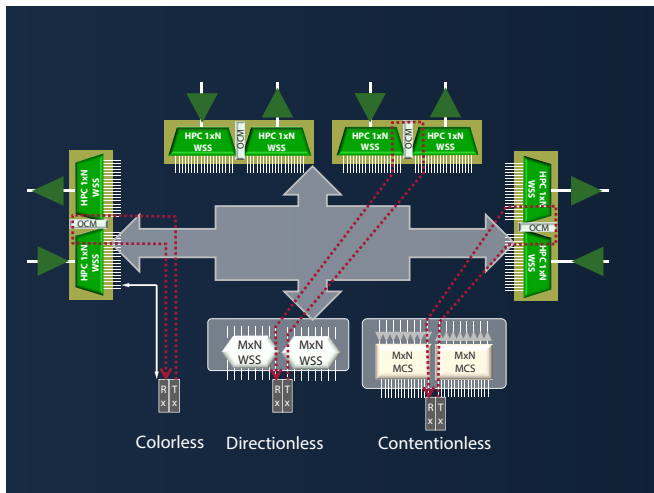 HPC 1xN
WSS
OCM
HPC 1xN
WSS
HPC 1xN
WSS
OCM
HPC 1xN
WSS
HPC 1xN
WSS
OCM
HPC 1xN
WSS
HPC 1xN
WSS
OCM
HPC 1xN
WSS
MxN
WSS
MxN
WSS
MxN
MCS
MxN
MCS
R
x
T
x
R
x
T
x
R
x
T
x
Colorless
Directionless
Contentionless